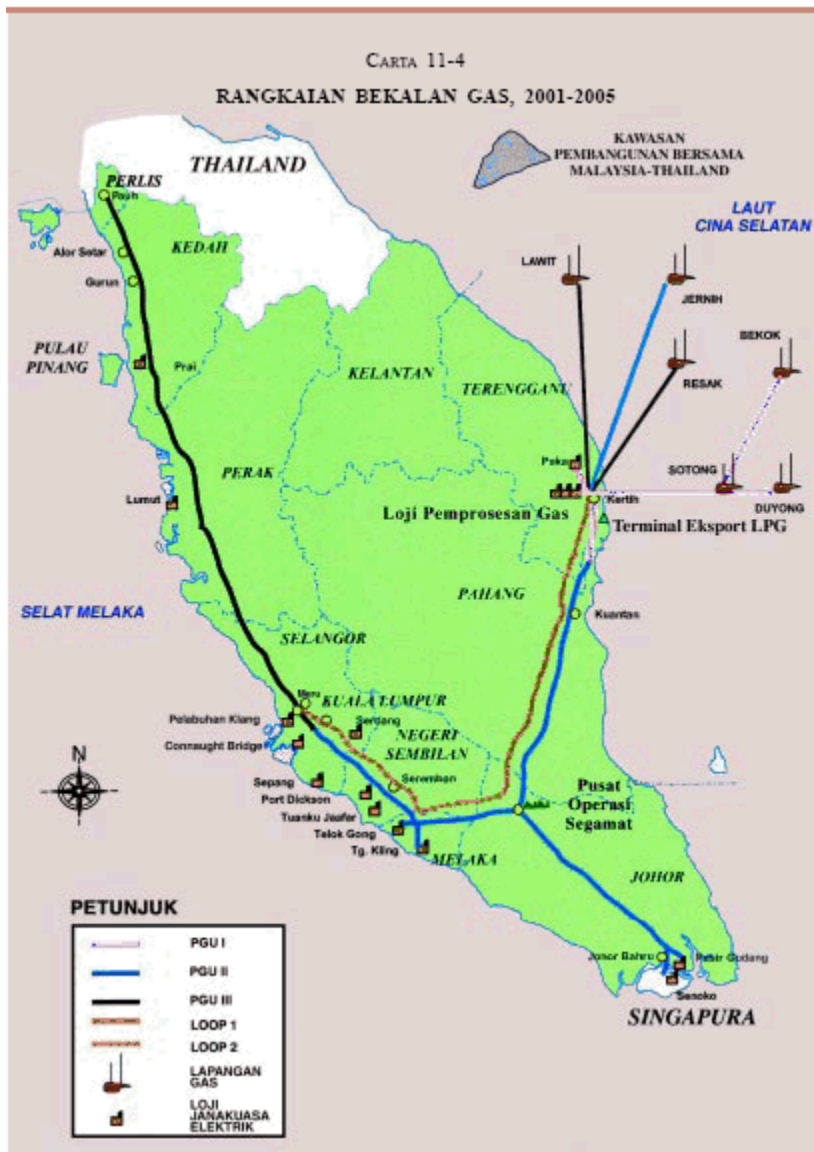 CARTA 11-4
RANGKAIAN BEKALAN GAS, 2001-2005
KAWASAN
PEMBANGUNAN BERSAMA
MALAYSIA-THAILAND
THAILAND
PERLIS
Pauh
LAUT
CINA SELATAN
KEDAH
Alor Setar
Gurun
LAWIT
JERNIH
BEKOK
PULAU
PINANG
Prai
KELANTAN
TERENGGANU
RESAK
PERAK
Paka
SOTONG
Lumut
Kertih
DUYONG
Loji Pemprosesan Gas
Terminal Eksport LPG
PAHANG
SELAT MELAKA
Kuantan
SELANGOR
Meru
KUALA LUMPUR
Pelabuhan Klang
Serdang
Connaught Bridge
NEGERI
SEMBILAN
N
Sepang
Seremban
Port Dickson
Tuanku Jaafar
Telok Gong
Tg. Kling
MELAKA
Pusat
Operasi
Segamat
JOHOR
Johor Bahru
Pasir Gudang
Senoko
SINGAPURA
PETUNJUK
PGU I
PGU II
PGU III
LOOP 1
LOOP 2
LAPANGAN
GAS
LOJI
JANAKUASA
ELEKTRIK